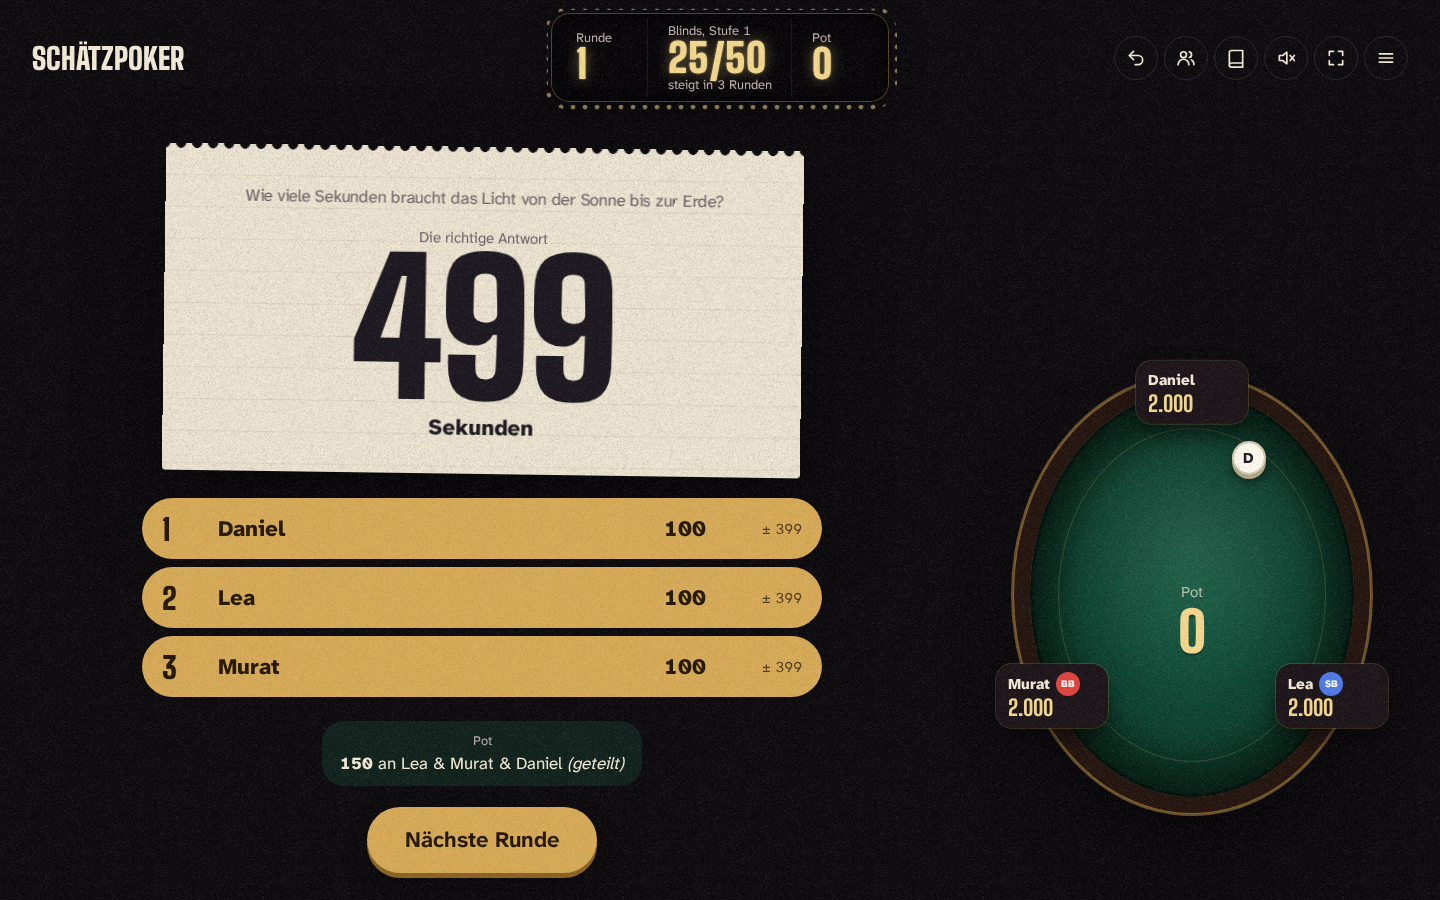 SCHÄTZPOKER
Runde
1
Blinds, Stufe 1
25/50
steigt in 3 Runden
Pot
0
Wie viele Sekunden braucht das Licht von der Sonne bis zur Erde?
Die richtige Antwort
499
Sekunden
1 Daniel 100 ± 399
2 Lea 100 ± 399
3 Murat 100 ± 399
Pot
150 an Lea & Murat & Daniel (geteilt)
Nächste Runde
Daniel
2.000
D
Pot
0
Murat BB
2.000
Lea SB
2.000